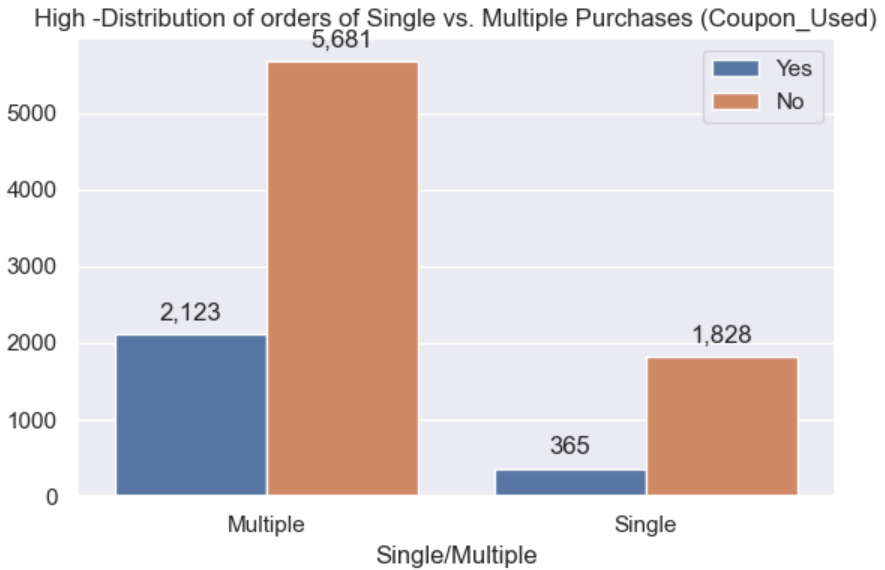 High -Distribution of orders of Single vs. Multiple Purchases (Coupon_Used)
5,681
Yes
No
5000
4000
3000
2,123
2000
1,828
1000
365
0
Multiple
Single
Single/Multiple